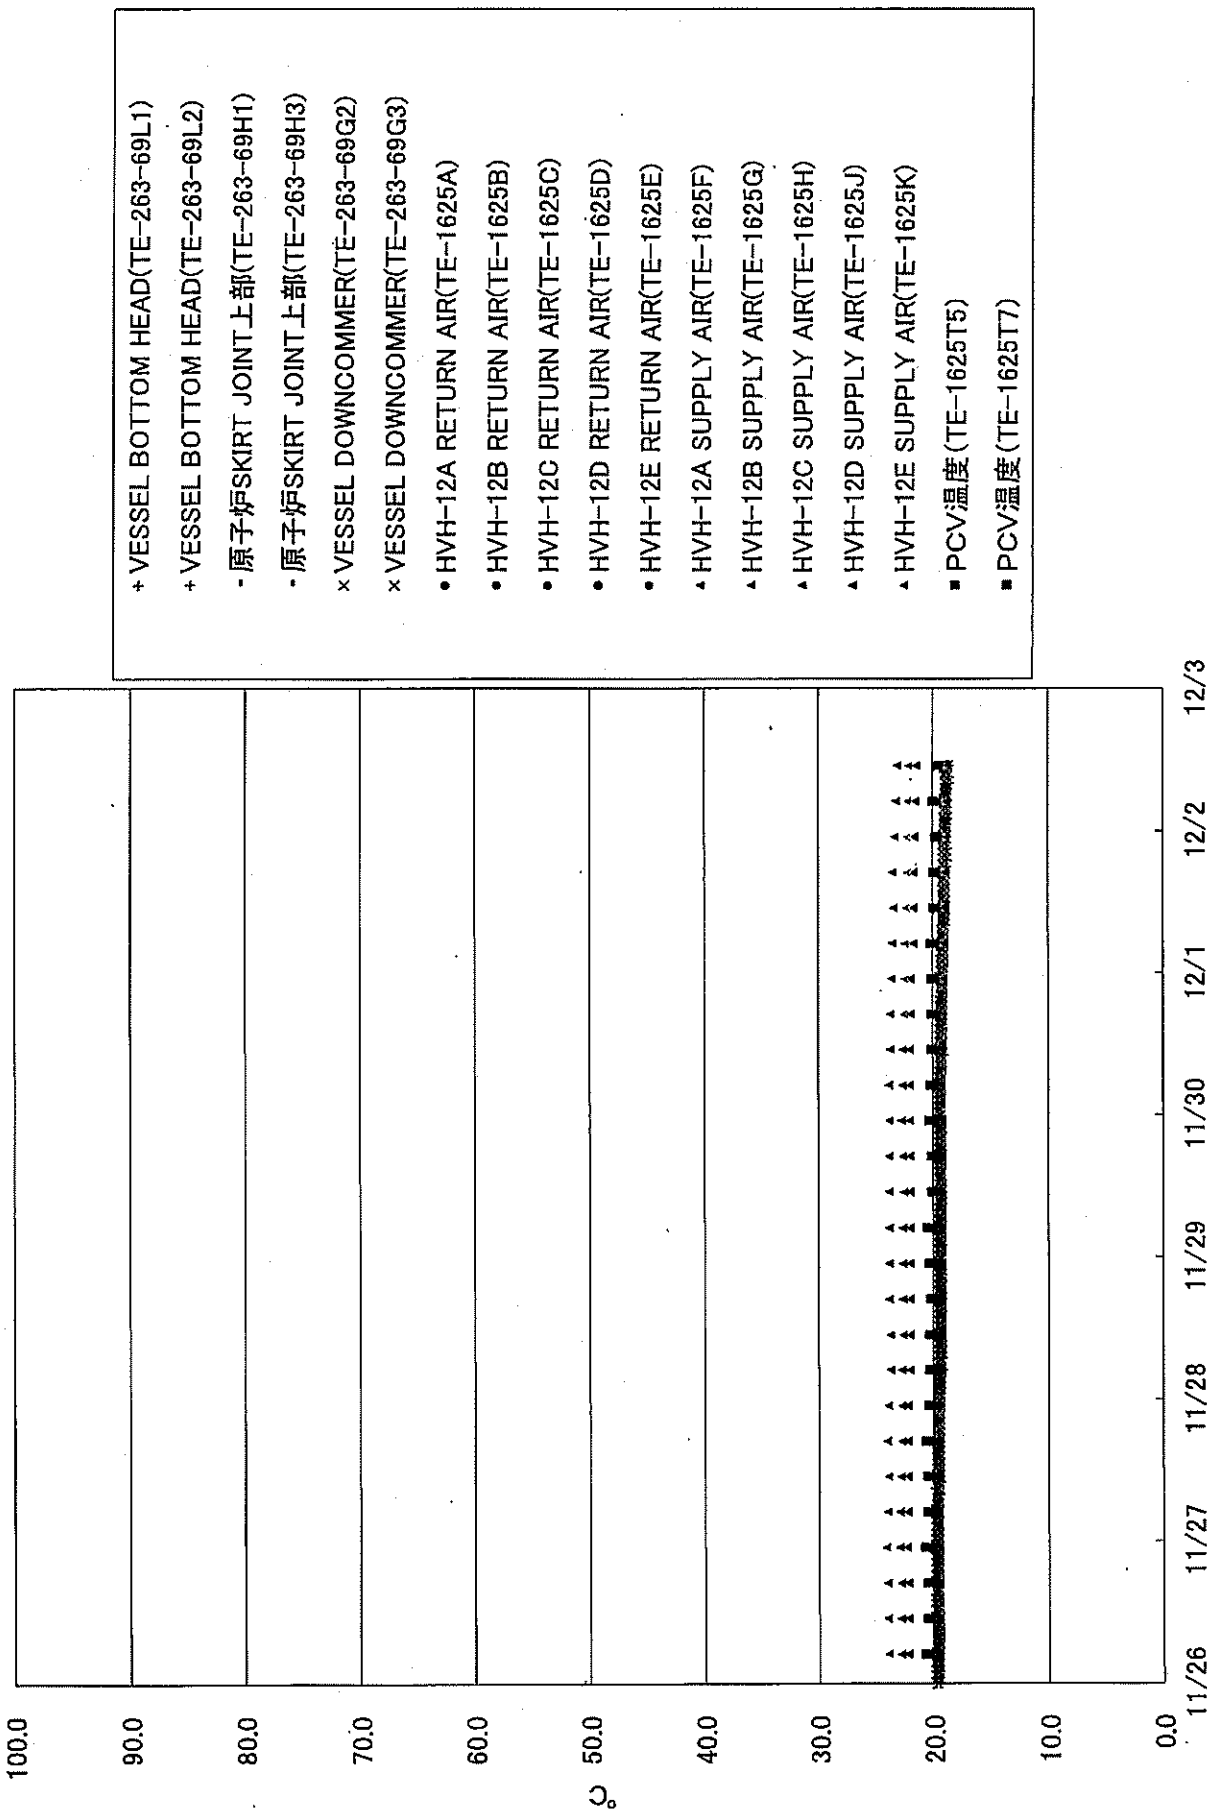 100.0
90.0
80.0
70.0
60.0
50.0
40.0
30.0
20.0
10.0
0.0
℃
11/26
11/27
11/28
11/29
11/30
12/1
12/2
12/3
+ VESSEL BOTTOM HEAD(TE-263-69L1)
+ VESSEL BOTTOM HEAD(TE-263-69L2)
- 原子炉SKIRT JOINT上部(TE-263-69H1)
- 原子炉SKIRT JOINT上部(TE-263-69H3)
× VESSEL DOWNCOMMER(TE-263-69G2)
× VESSEL DOWNCOMMER(TE-263-69G3)
● HVH-12A RETURN AIR(TE-1625A)
● HVH-12B RETURN AIR(TE-1625B)
● HVH-12C RETURN AIR(TE-1625C)
● HVH-12D RETURN AIR(TE-1625D)
● HVH-12E RETURN AIR(TE-1625E)
▲ HVH-12A SUPPLY AIR(TE-1625F)
▲ HVH-12B SUPPLY AIR(TE-1625G)
▲ HVH-12C SUPPLY AIR(TE-1625H)
▲ HVH-12D SUPPLY AIR(TE-1625J)
▲ HVH-12E SUPPLY AIR(TE-1625K)
■ PCV温度(TE-1625T5)
■ PCV温度(TE-1625T7)